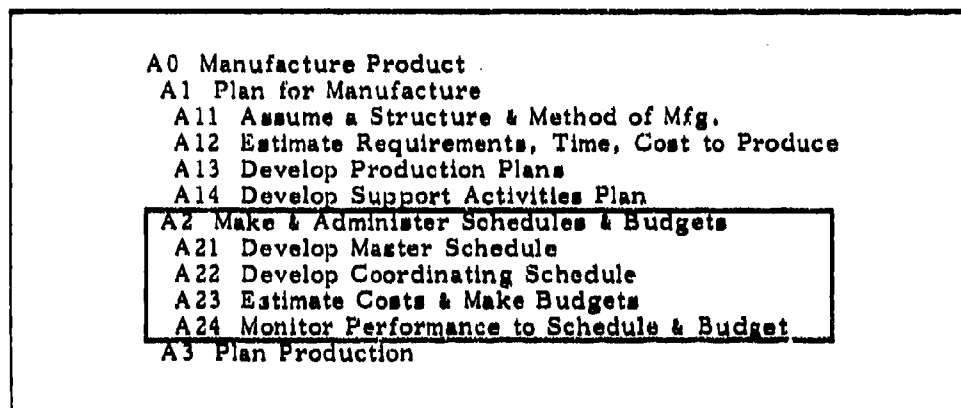 A0 Manufacture Product
A1 Plan for Manufacture
A11 Assume a Structure & Method of Mfg.
A12 Estimate Requirements, Time, Cost to Produce
A13 Develop Production Plans
A14 Develop Support Activities Plan
A2 Make & Administer Schedules & Budgets
A21 Develop Master Schedule
A22 Develop Coordinating Schedule
A23 Estimate Costs & Make Budgets
A24 Monitor Performance to Schedule & Budget
A3 Plan Production